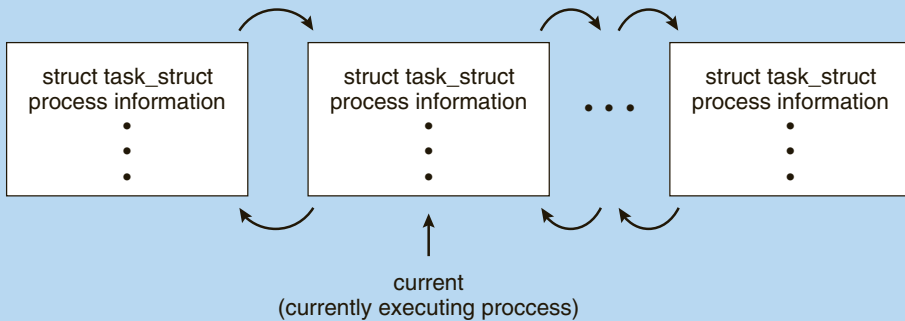 struct task_struct
process information
struct task_struct
process information
struct task_struct
process information
current
(currently executing proccess)